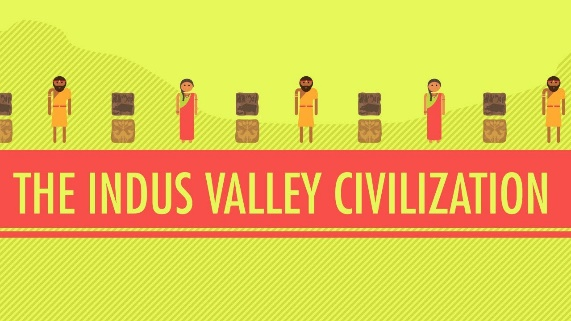 THE INDUS VALLEY CIVILIZATION